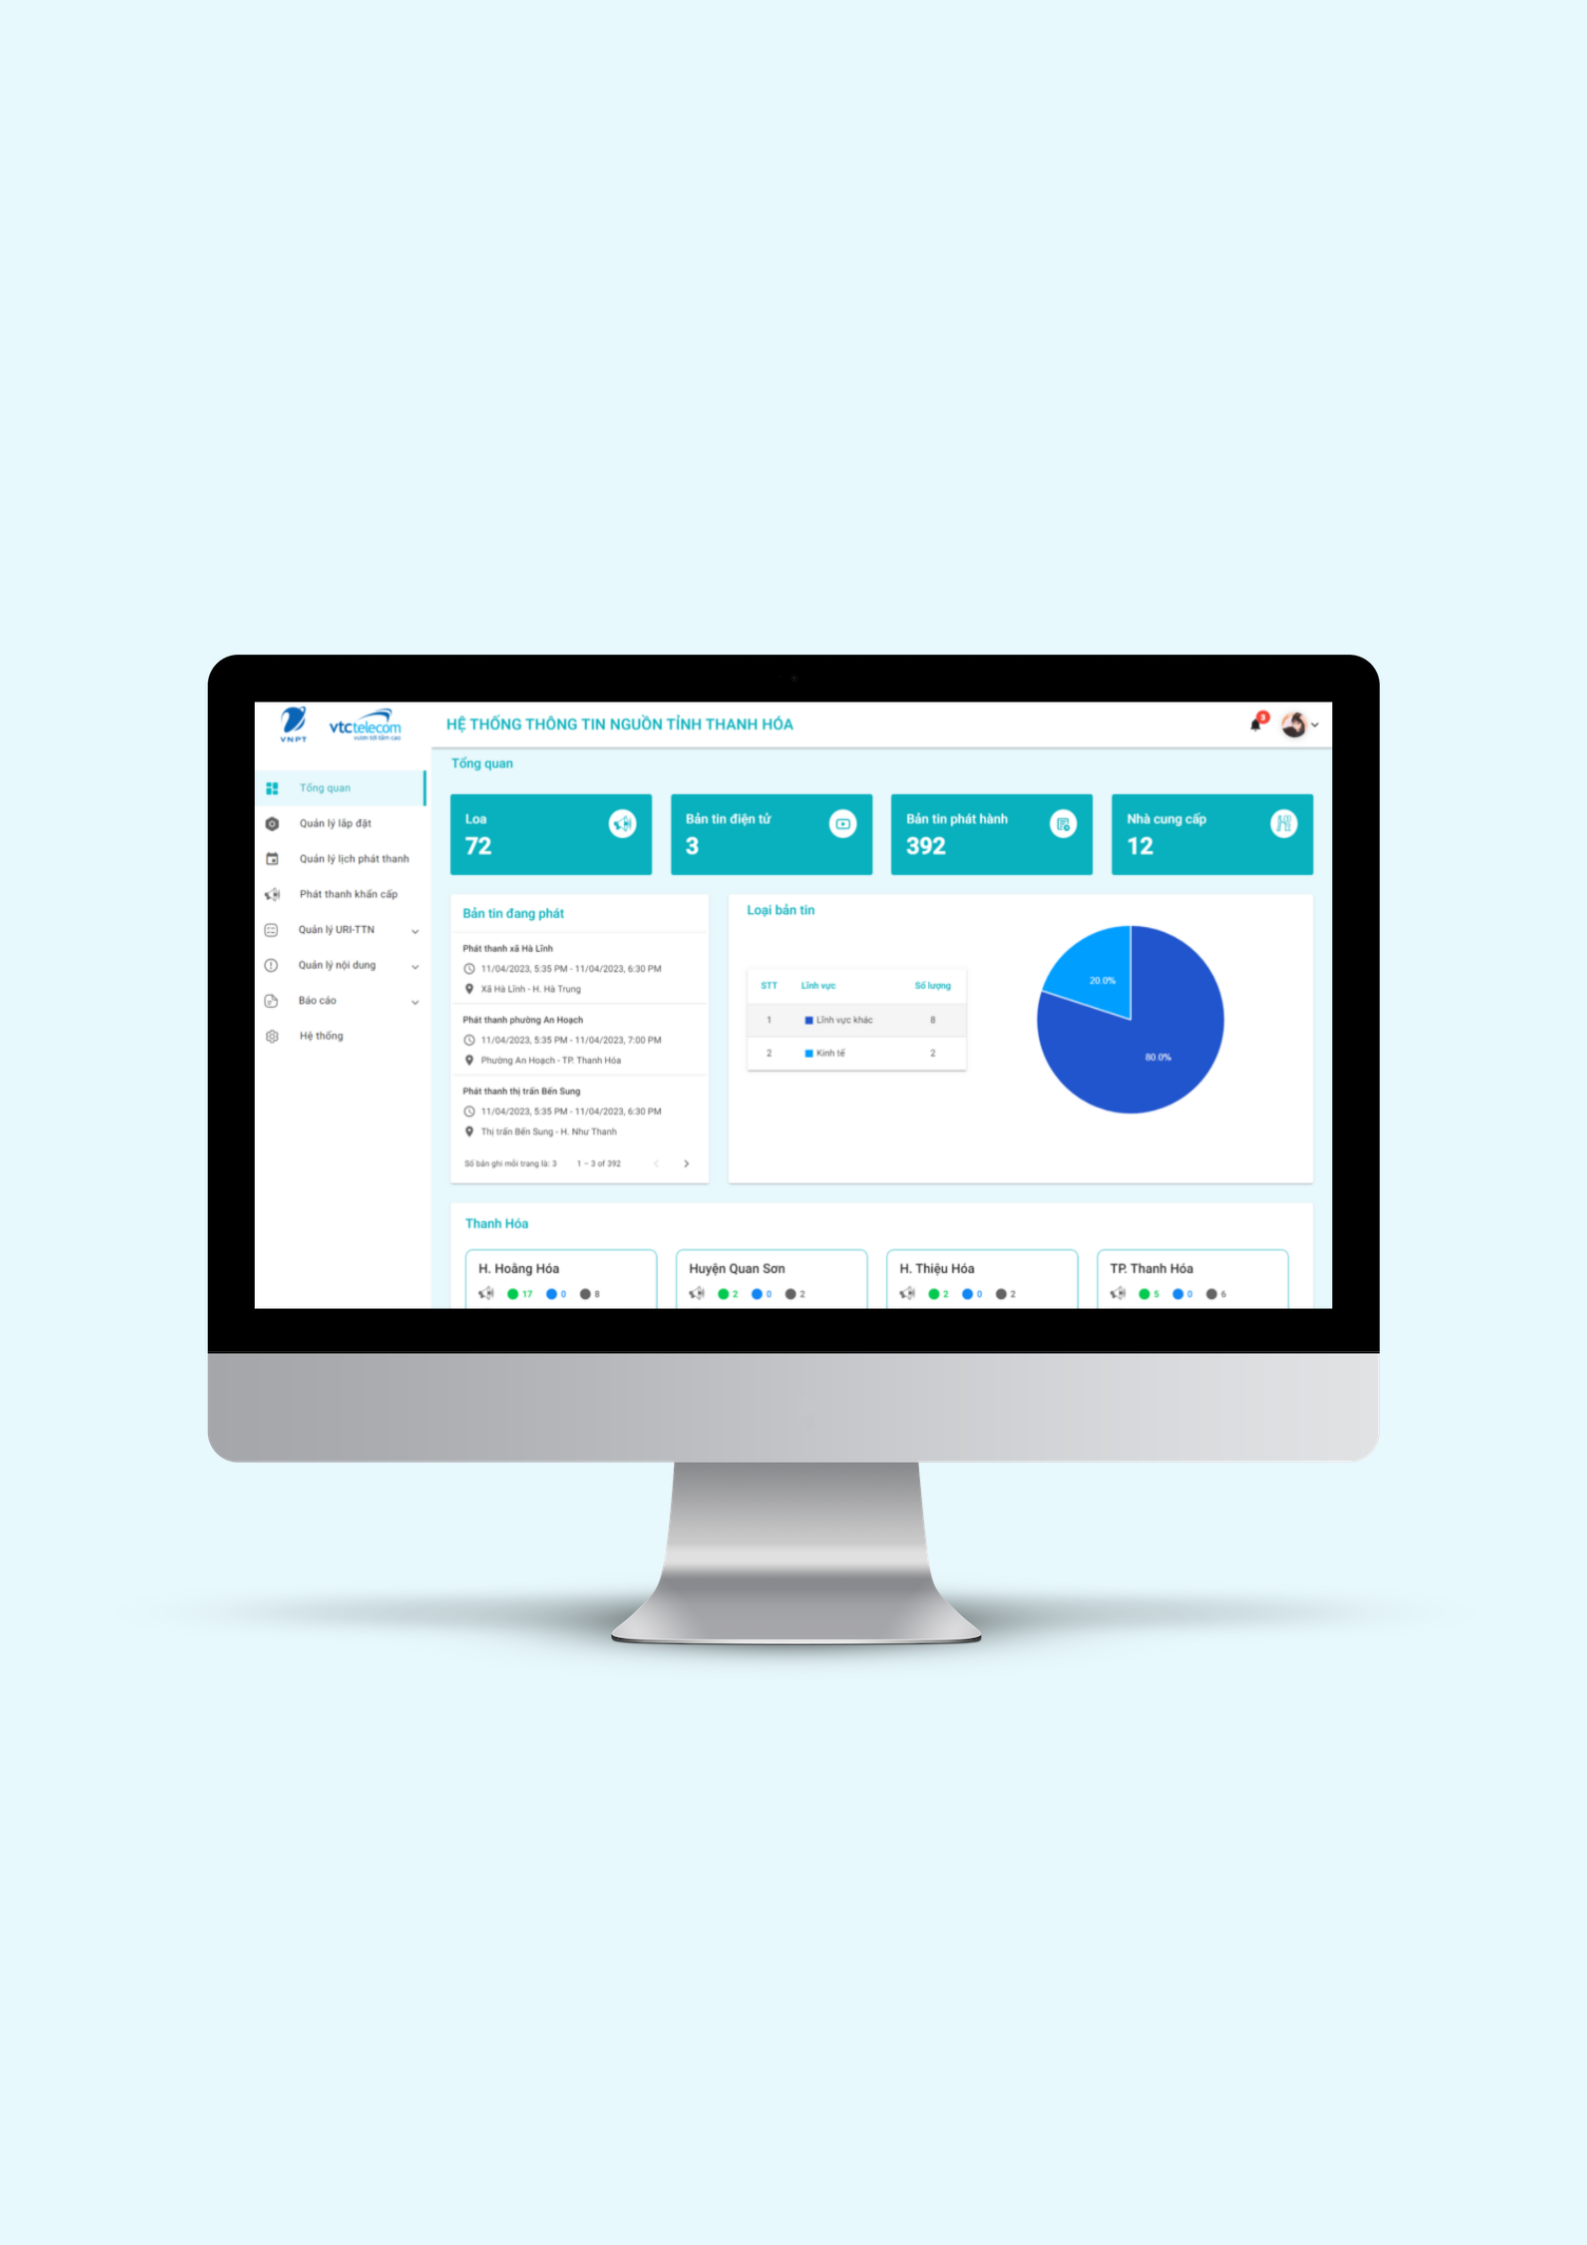 VNPT
vtctelecom
HỆ THỐNG THÔNG TIN NGUỒN TỈNH THANH HÓA
3
Tổng quan
Quản lý lắp đặt
Quản lý lịch phát thanh
Phát thanh khẩn cấp
Quản lý URI-TTN
Quản lý nội dung
Báo cáo
Hệ thống
Tổng quan
Loa
72
Bản tin điện tử
3
Bản tin phát hành
392
Nhà cung cấp
12
Bản tin đang phát
Phát thanh xã Hà Lĩnh
11/04/2023, 5:35 PM - 11/04/2023, 6:30 PM
Xã Hà Lĩnh - H. Hà Trung
Phát thanh phường An Hoạch
11/04/2023, 5:35 PM - 11/04/2023, 7:00 PM
Phường An Hoạch - TP. Thanh Hóa
Phát thanh thị trấn Bến Sung
11/04/2023, 5:35 PM - 11/04/2023, 6:30 PM
Thị trấn Bến Sung - H. Như Thanh
Số bản ghi mỗi trang là: 3 1 – 3 of 392
Loại bản tin
STT Lĩnh vực Số lượng
1 Lĩnh vực khác 8
2 Kinh tế 2
20.0%
80.0%
Thanh Hóa
H. Hoằng Hóa
17 0 8
Huyện Quan Sơn
2 0 2
H. Thiệu Hóa
2 0 2
TP. Thanh Hóa
5 0 6